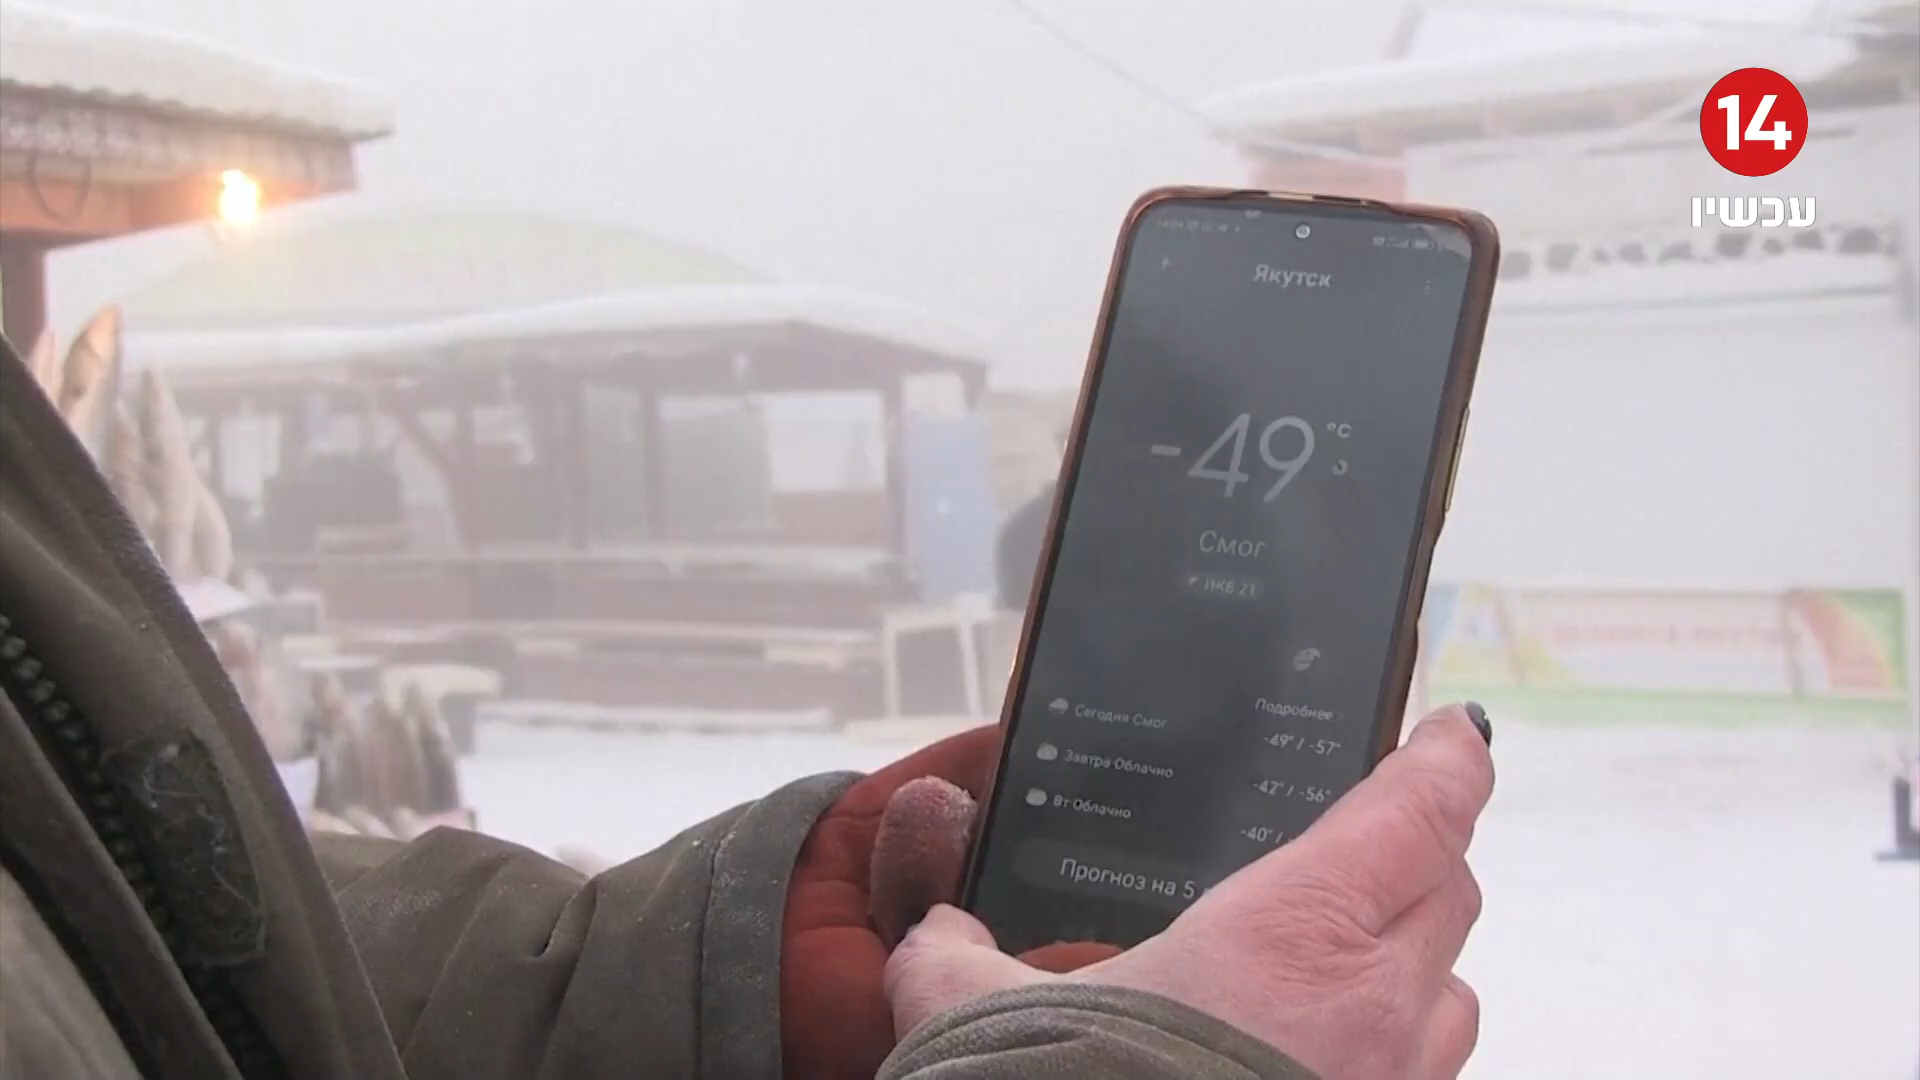 14
עכשיו
Якутск
-49 °C
Смог
ИКВ 21
Подробнее
Сегодня Смог -49° / -57°
Завтра Облачно -42° / -56°
Вт Облачно -40° /
Прогноз на 5